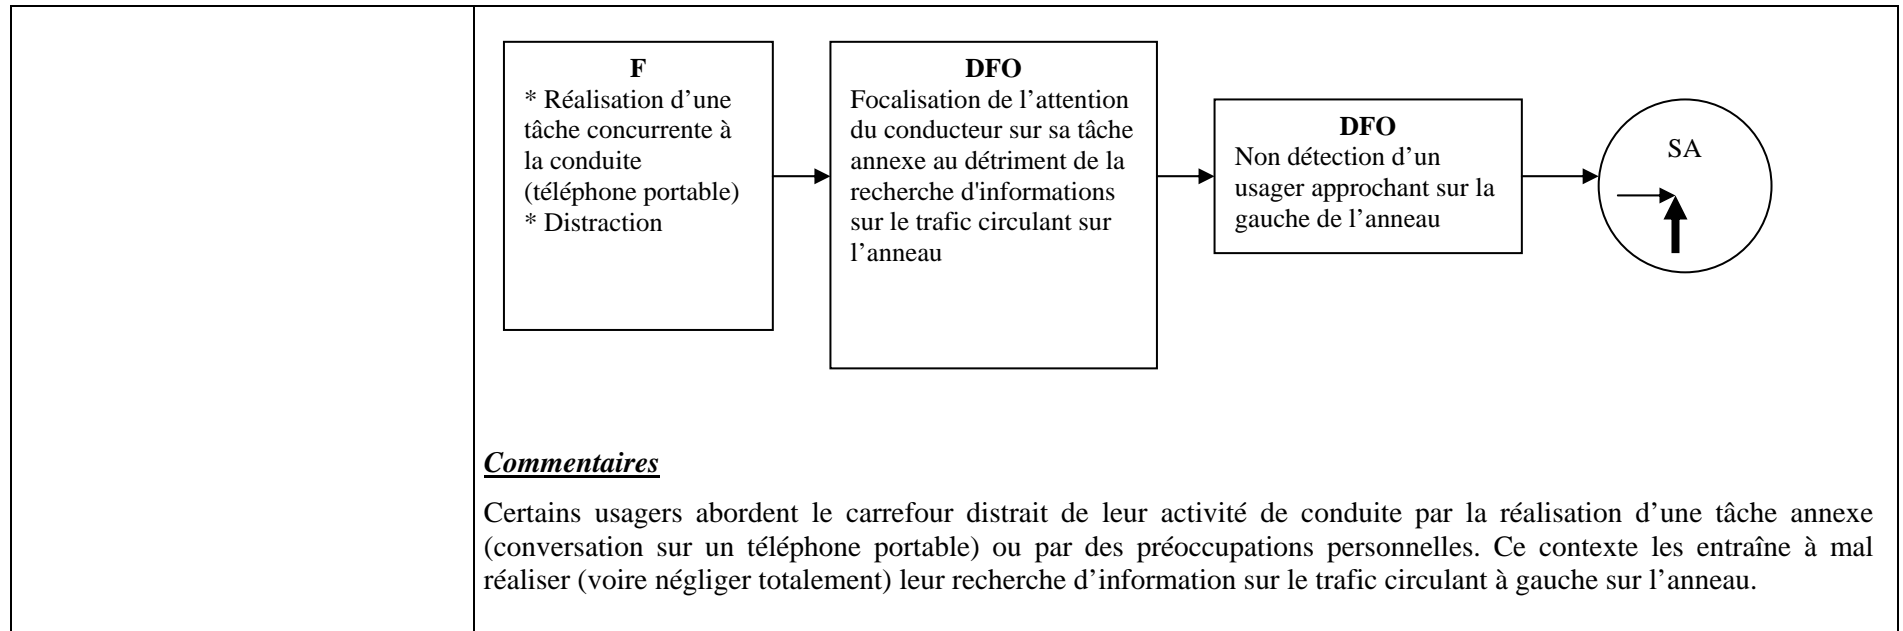 F
* Réalisation d’une
tâche concurrente à
la conduite
(téléphone portable)
* Distraction
DFO
Focalisation de l’attention
du conducteur sur sa tâche
annexe au détriment de la
recherche d'informations
sur le trafic circulant sur
l’anneau
DFO
Non détection d’un
usager approchant sur la
gauche de l’anneau
SA
Commentaires
Certains usagers abordent le carrefour distrait de leur activité de conduite par la réalisation d’une tâche annexe
(conversation sur un téléphone portable) ou par des préoccupations personnelles. Ce contexte les entraîne à mal
réaliser (voire négliger totalement) leur recherche d’information sur le trafic circulant à gauche sur l’anneau.